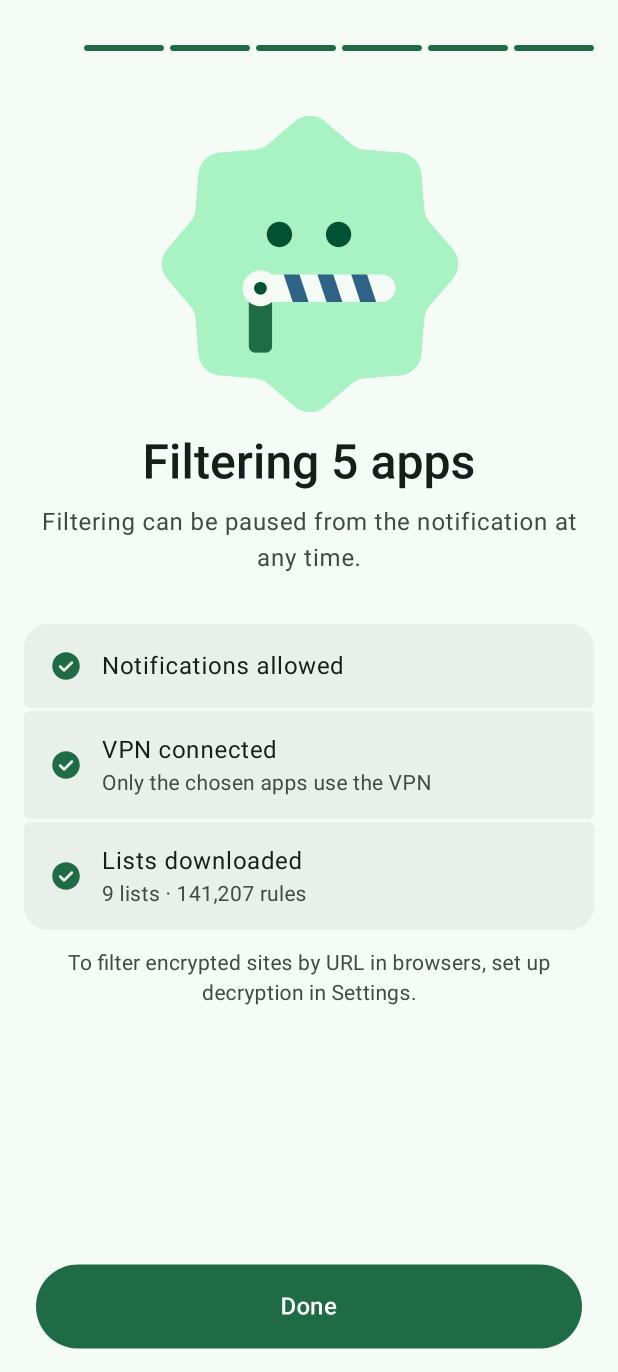 Filtering 5 apps
Filtering can be paused from the notification at
any time.
Notifications allowed
VPN connected
Only the chosen apps use the VPN
Lists downloaded
9 lists · 141,207 rules
To filter encrypted sites by URL in browsers, set up
decryption in Settings.
Done